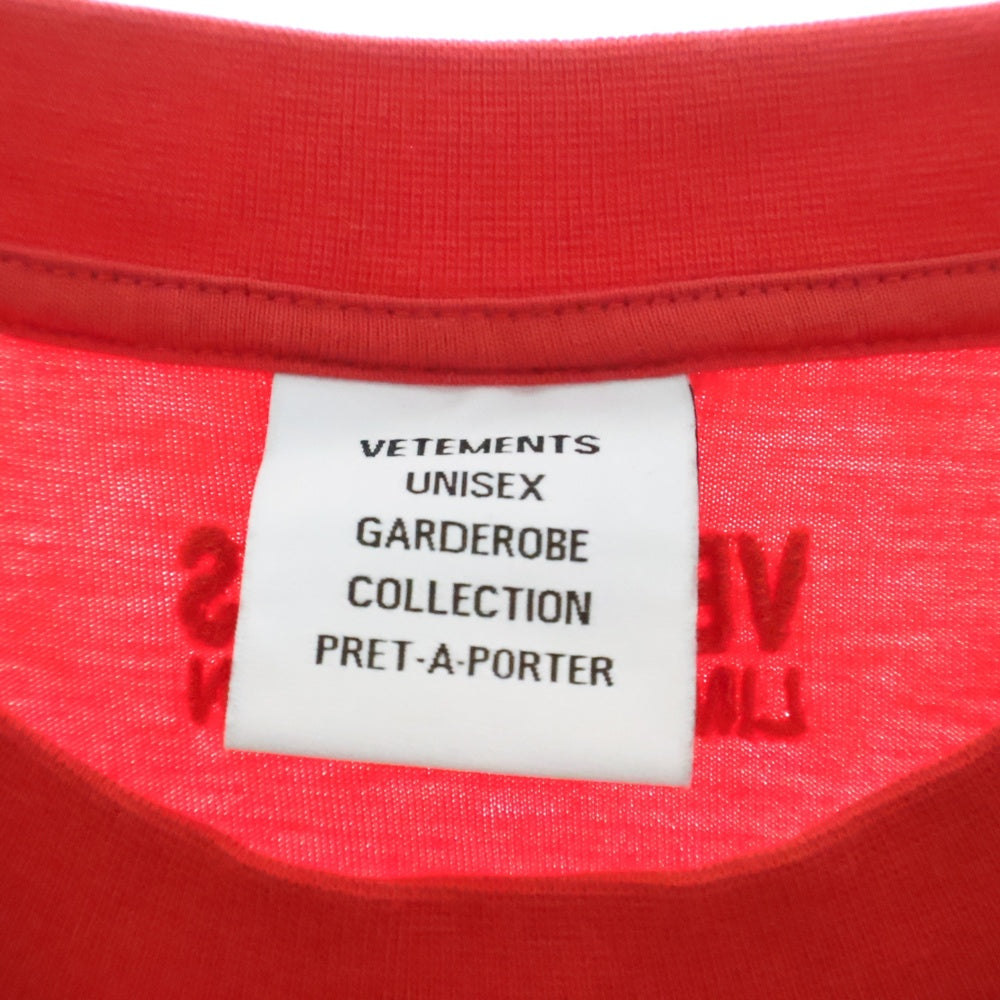 VETEMENTS
UNISEX
GARDEROBE
COLLECTION
PRET-A-PORTER